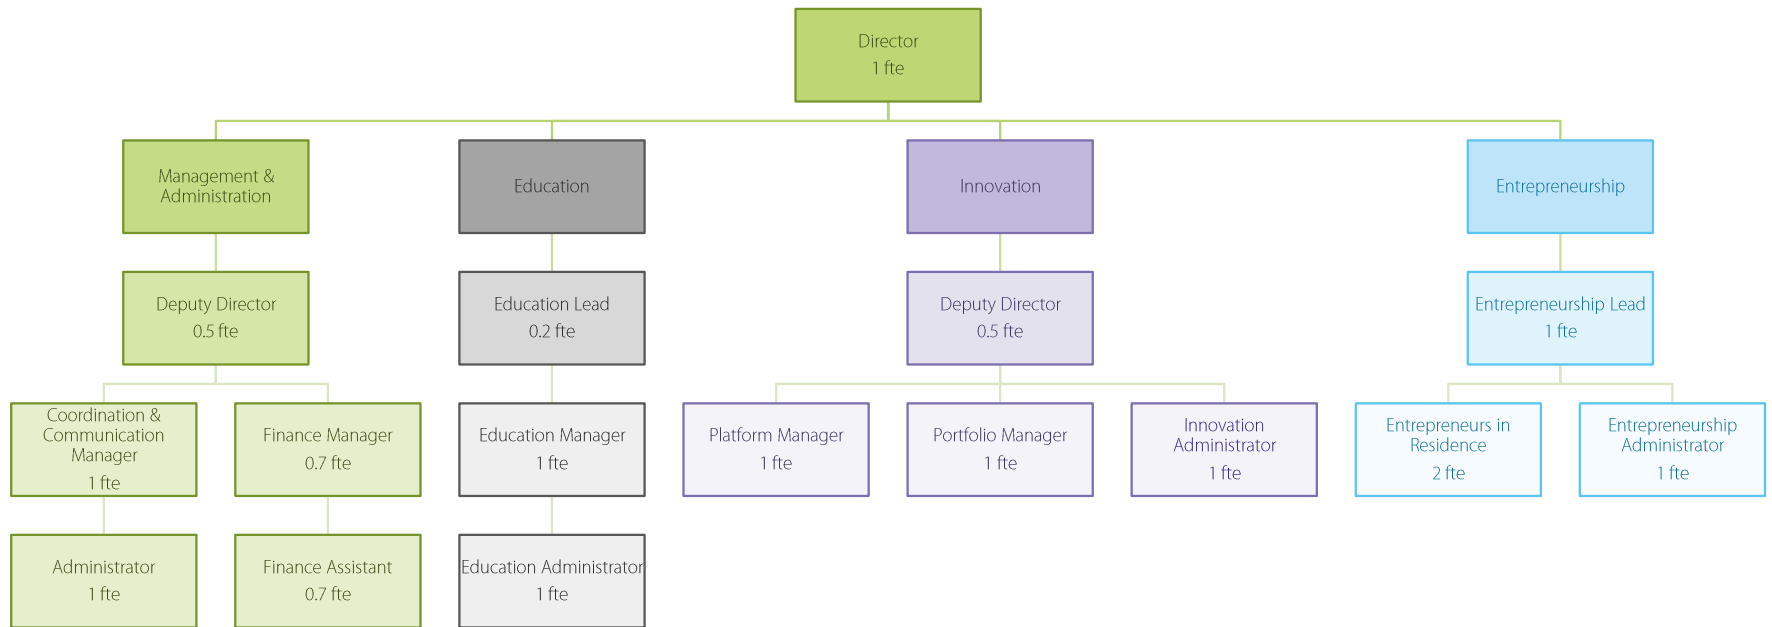 Director
1 fte
Management &
Administration
Education
Innovation
Entrepreneurship
Deputy Director
0.5 fte
Education Lead
0.2 fte
Deputy Director
0.5 fte
Entrepreneurship Lead
1 fte
Coordination &
Communication
Manager
1 fte
Finance Manager
0.7 fte
Education Manager
1 fte
Platform Manager
1 fte
Portfolio Manager
1 fte
Innovation
Administrator
1 fte
Entrepreneurs in
Residence
2 fte
Entrepreneurship
Administrator
1 fte
Administrator
1 fte
Finance Assistant
0.7 fte
Education Administrator
1 fte